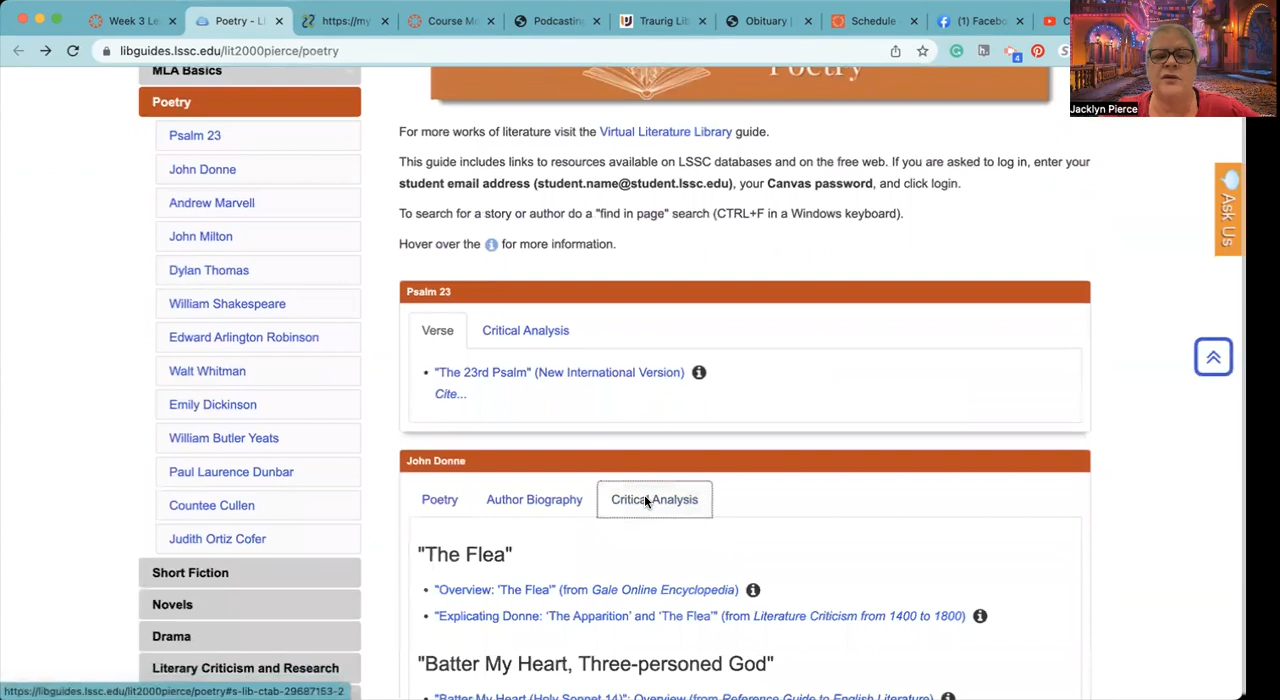 Week 3 Le
Poetry - Li
https://my
Course M
Podcasting
Traurig Lib
Obituary |
Schedule -
(1) Facebo
libguides.lssc.edu/lit2000pierce/poetry
4
Jacklyn Pierce
MLA Basics
Poetry
Psalm 23
John Donne
Andrew Marvell
John Milton
Dylan Thomas
William Shakespeare
Edward Arlington Robinson
Walt Whitman
Emily Dickinson
William Butler Yeats
Paul Laurence Dunbar
Countee Cullen
Judith Ortiz Cofer
Short Fiction
Novels
Drama
Literary Criticism and Research
https://libguides.lssc.edu/lit2000pierce/poetry#s-lib-ctab-29687153-2
Poetry
For more works of literature visit the Virtual Literature Library guide.
This guide includes links to resources available on LSSC databases and on the free web. If you are asked to log in, enter your
student email address (student.name@student.lssc.edu), your Canvas password, and click login.
To search for a story or author do a "find in page" search (CTRL+F in a Windows keyboard).
Hover over the for more information.
Psalm 23
Verse Critical Analysis
• "The 23rd Psalm" (New International Version)
Cite...
John Donne
Poetry Author Biography Critical Analysis
"The Flea"
• "Overview: 'The Flea'" (from Gale Online Encyclopedia)
• "Explicating Donne: 'The Apparition' and 'The Flea'" (from Literature Criticism from 1400 to 1800)
"Batter My Heart, Three-personed God"
• "Batter My Heart (Holy Sonnet 14)": Overview (from Reference Guide to English Literature)
Ask Us